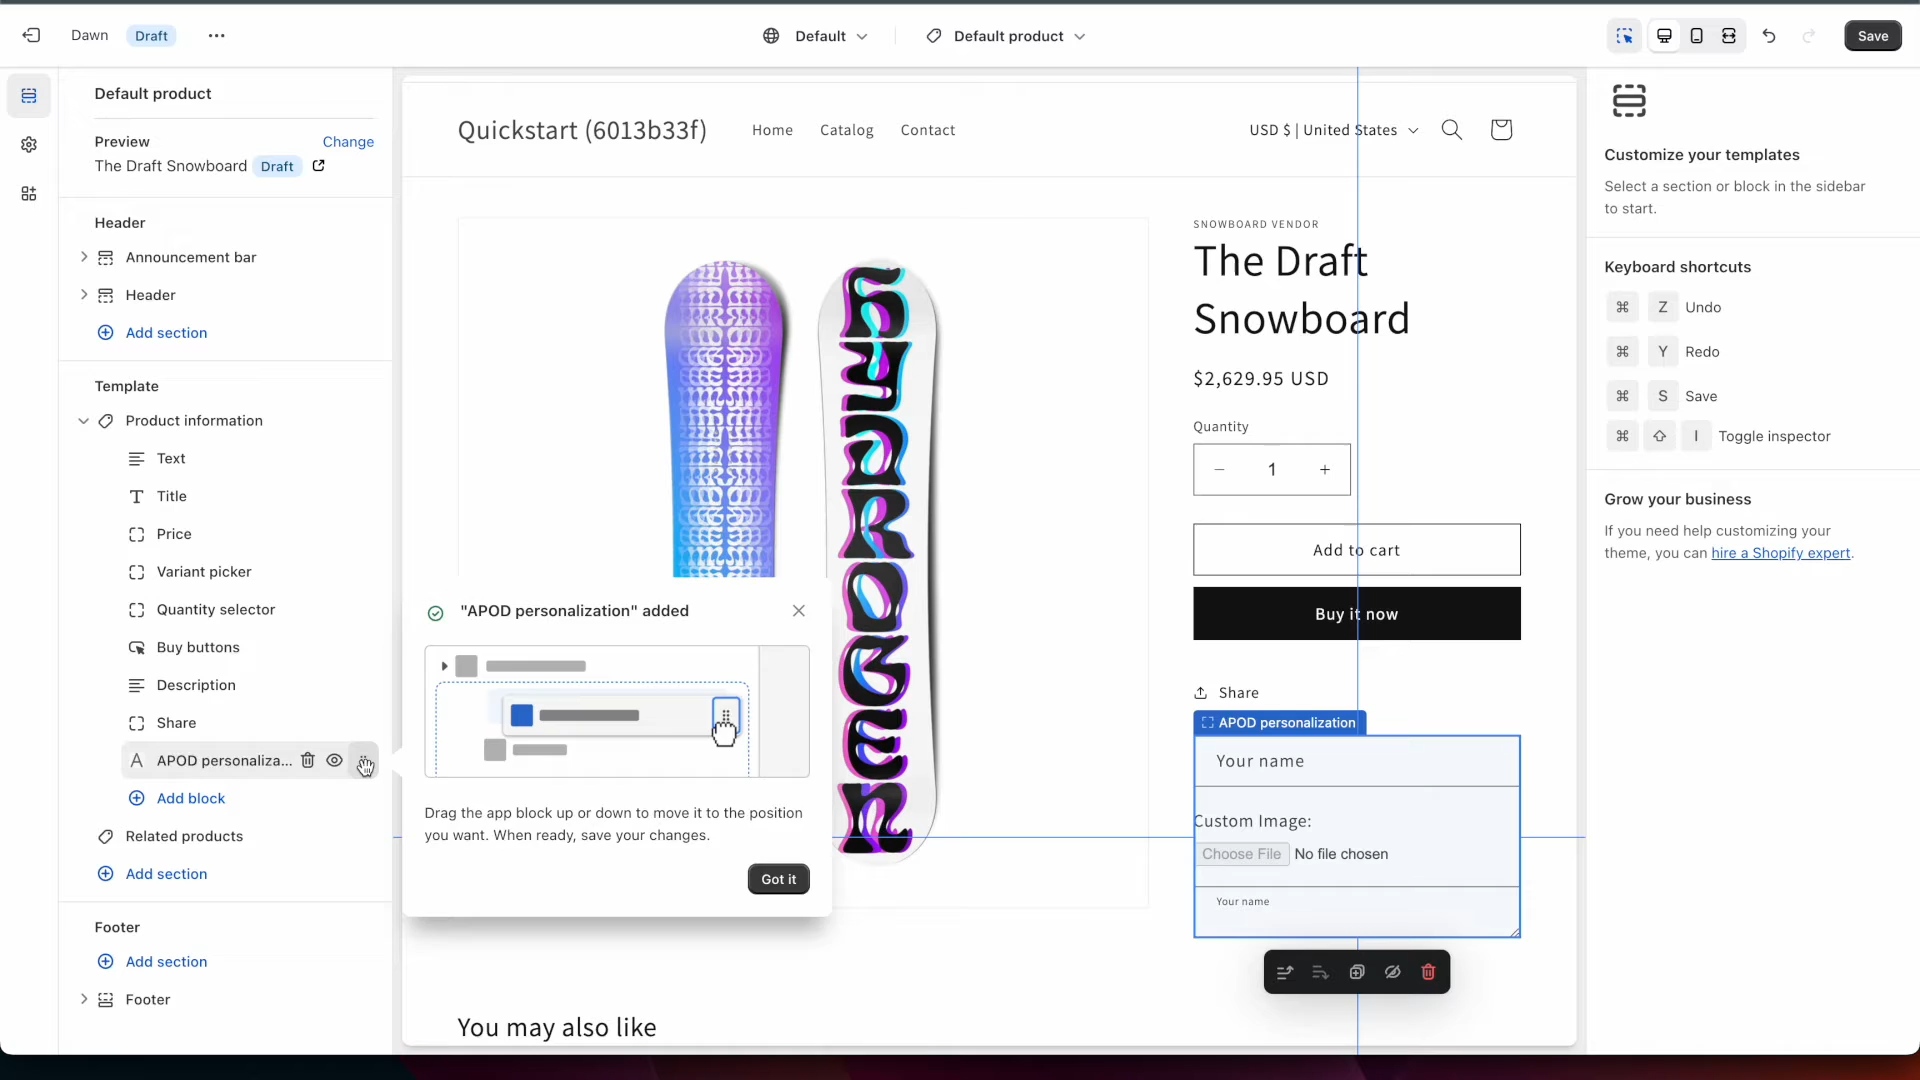 Dawn
Draft
Default
Default product
Save
Default product
Preview
Change
The Draft Snowboard
Draft
Header
Announcement bar
Header
Add section
Template
Product information
Text
Title
Price
Variant picker
Quantity selector
Buy buttons
Description
Share
APOD personaliza...
Add block
Related products
Add section
Footer
Add section
Footer
"APOD personalization" added
Drag the app block up or down to move it to the position
you want. When ready, save your changes.
Got it
Quickstart (6013b33f)
Home
Catalog
Contact
USD $ | United States
SNOWBOARD VENDOR
The Draft
Snowboard
$2,629.95 USD
Quantity
1
Add to cart
Buy it now
Share
APOD personalization
Your name
Custom Image:
Choose File No file chosen
Your name
You may also like
Customize your templates
Select a section or block in the sidebar
to start.
Keyboard shortcuts
⌘ Z Undo
⌘ Y Redo
⌘ S Save
⌘ ⇧ I Toggle inspector
Grow your business
If you need help customizing your
theme, you can hire a Shopify expert.